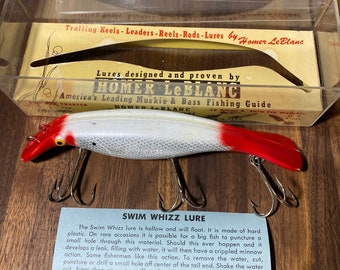 Trolling Keels-Leaders-Reels-Rods-Lures by Homer LeBlanc
Lures designed and proven by
HOMER LeBLANC
America's Leading Muskie & Bass Fishing Guide
SWIM WHIZZ LURE
The Swim Whizz lure is hollow and will float. It is made of hard
plastic. On rare occasions it is possible for a big fish to puncture a
small hole through this material. Should this ever happen and it
develops a leak, filling with water, it will then have a crippled minnow
action. Some fishermen like this action. To remove the water, cut,
puncture or drill a small hole off center of the tail end. Shake the water